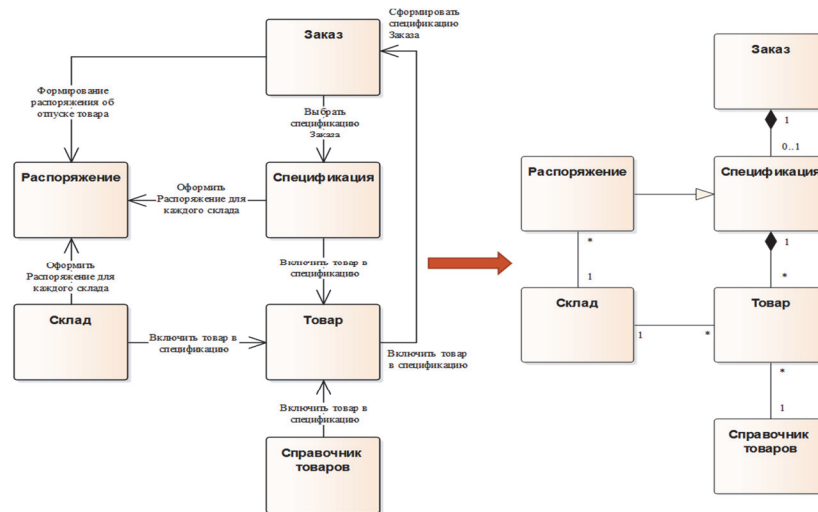 Сформировать
спецификацию
Заказа
Заказ
Формирование
распоряжения об
отпуске товара
Выбрать
спецификацию
Заказа
Распоряжение
Оформить
Распоряжение для
каждого склада
Спецификация
Оформить
Распоряжение для
каждого склада
Включить товар в
спецификацию
Склад
Включить товар в
спецификацию
Товар
Включить товар
в спецификацию
Включить товар в
спецификацию
Справочник
товаров
Заказ
1
0..1
Распоряжение
Спецификация
*
1
1
*
Склад
1
*
Товар
*
1
Справочник
товаров